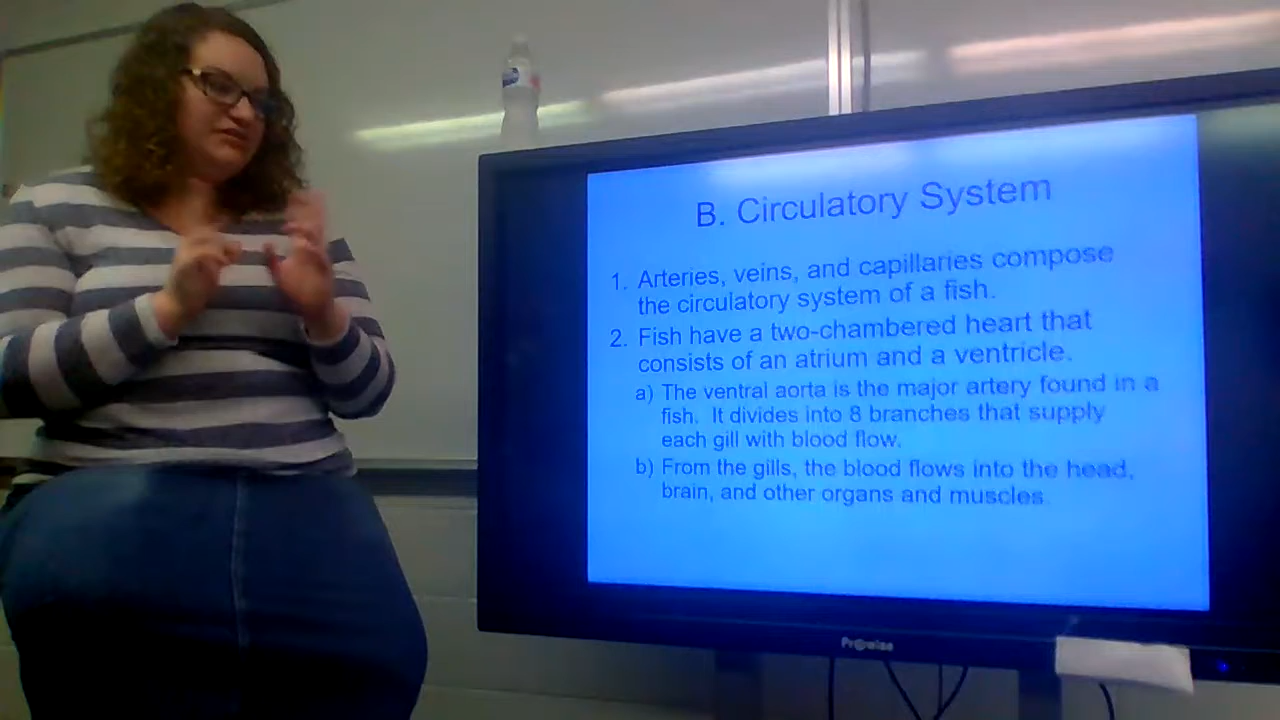 B. Circulatory System
1. Arteries, veins, and capillaries compose
the circulatory system of a fish.
2. Fish have a two-chambered heart that
consists of an atrium and a ventricle.
a) The ventral aorta is the major artery found in a
fish. It divides into 8 branches that supply
each gill with blood flow.
b) From the gills, the blood flows into the head,
brain, and other organs and muscles.
Prowise